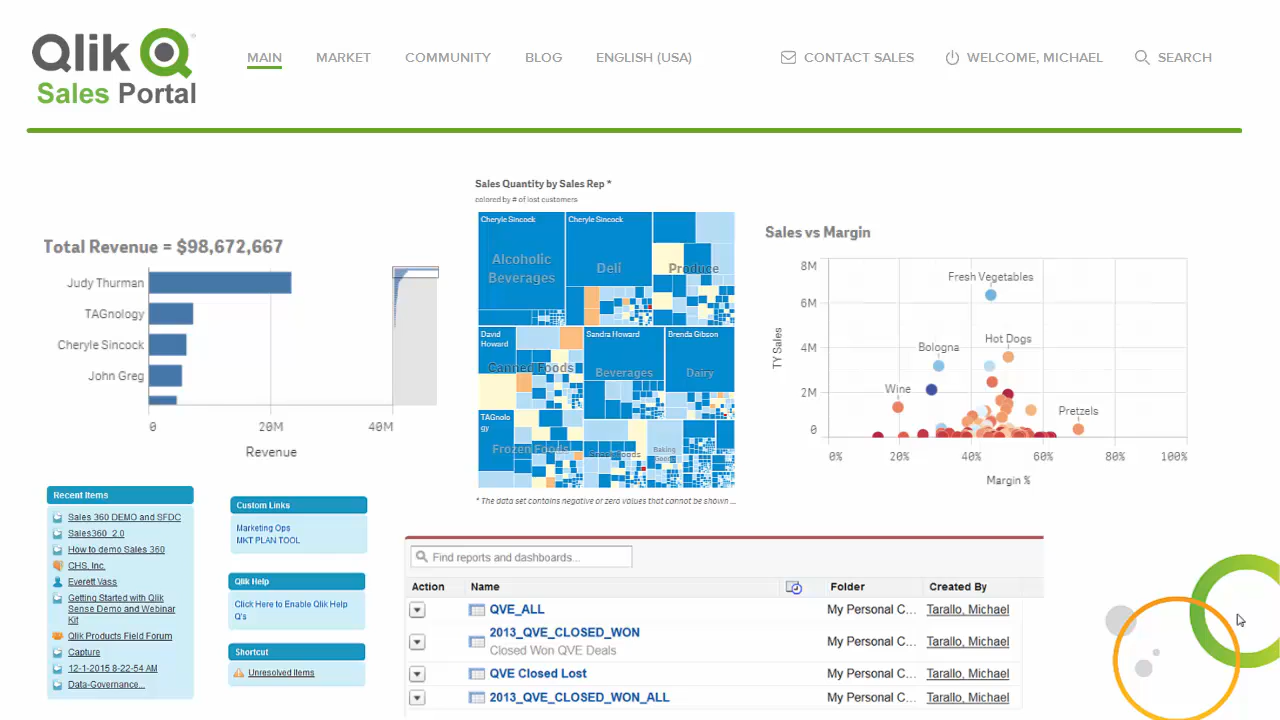 Qlik
Sales Portal
MAIN
MARKET
COMMUNITY
BLOG
ENGLISH (USA)
CONTACT SALES
WELCOME, MICHAEL
SEARCH
Total Revenue = $98,672,667
Judy Thurman
TAGnology
Cheryle Sincock
John Greg
0
20M
40M
Revenue
Sales Quantity by Sales Rep *
colored by # of lost customers
Cheryle Sincock
Cheryle Sincock
Alcoholic
Beverages
Deli
Produce
David
Howard
Sandra Howard
Brenda Gibson
Canned Foods
Beverages
Dairy
TAGnolo
gy
Frozen Foods
Snack Foods
Baking
Goods
* The data set contains negative or zero values that cannot be shown ...
Sales vs Margin
8M
6M
4M
2M
0
TY Sales
Fresh Vegetables
Hot Dogs
Bologna
Wine
Pretzels
0%
20%
40%
60%
80%
100%
Margin %
Recent Items
Sales 360 DEMO and SFDC
Sales360 2.0
How to demo Sales 360
CHS, Inc.
Everett Vass
Getting Started with Qlik
Sense Demo and Webinar
Kit
Qlik Products Field Forum
Capture
12-1-2015 8-22-54 AM
Data-Governance...
Custom Links
Marketing Ops
MKT PLAN TOOL
Qlik Help
Click Here to Enable Qlik Help
Q's
Shortcut
Unresolved Items
Find reports and dashboards...
Action
Name
Folder
Created By
QVE_ALL
My Personal C...
Tarallo, Michael
2013_QVE_CLOSED_WON
Closed Won QVE Deals
My Personal C...
Tarallo, Michael
QVE Closed Lost
My Personal C...
Tarallo, Michael
2013_QVE_CLOSED_WON_ALL
My Personal C...
Tarallo, Michael